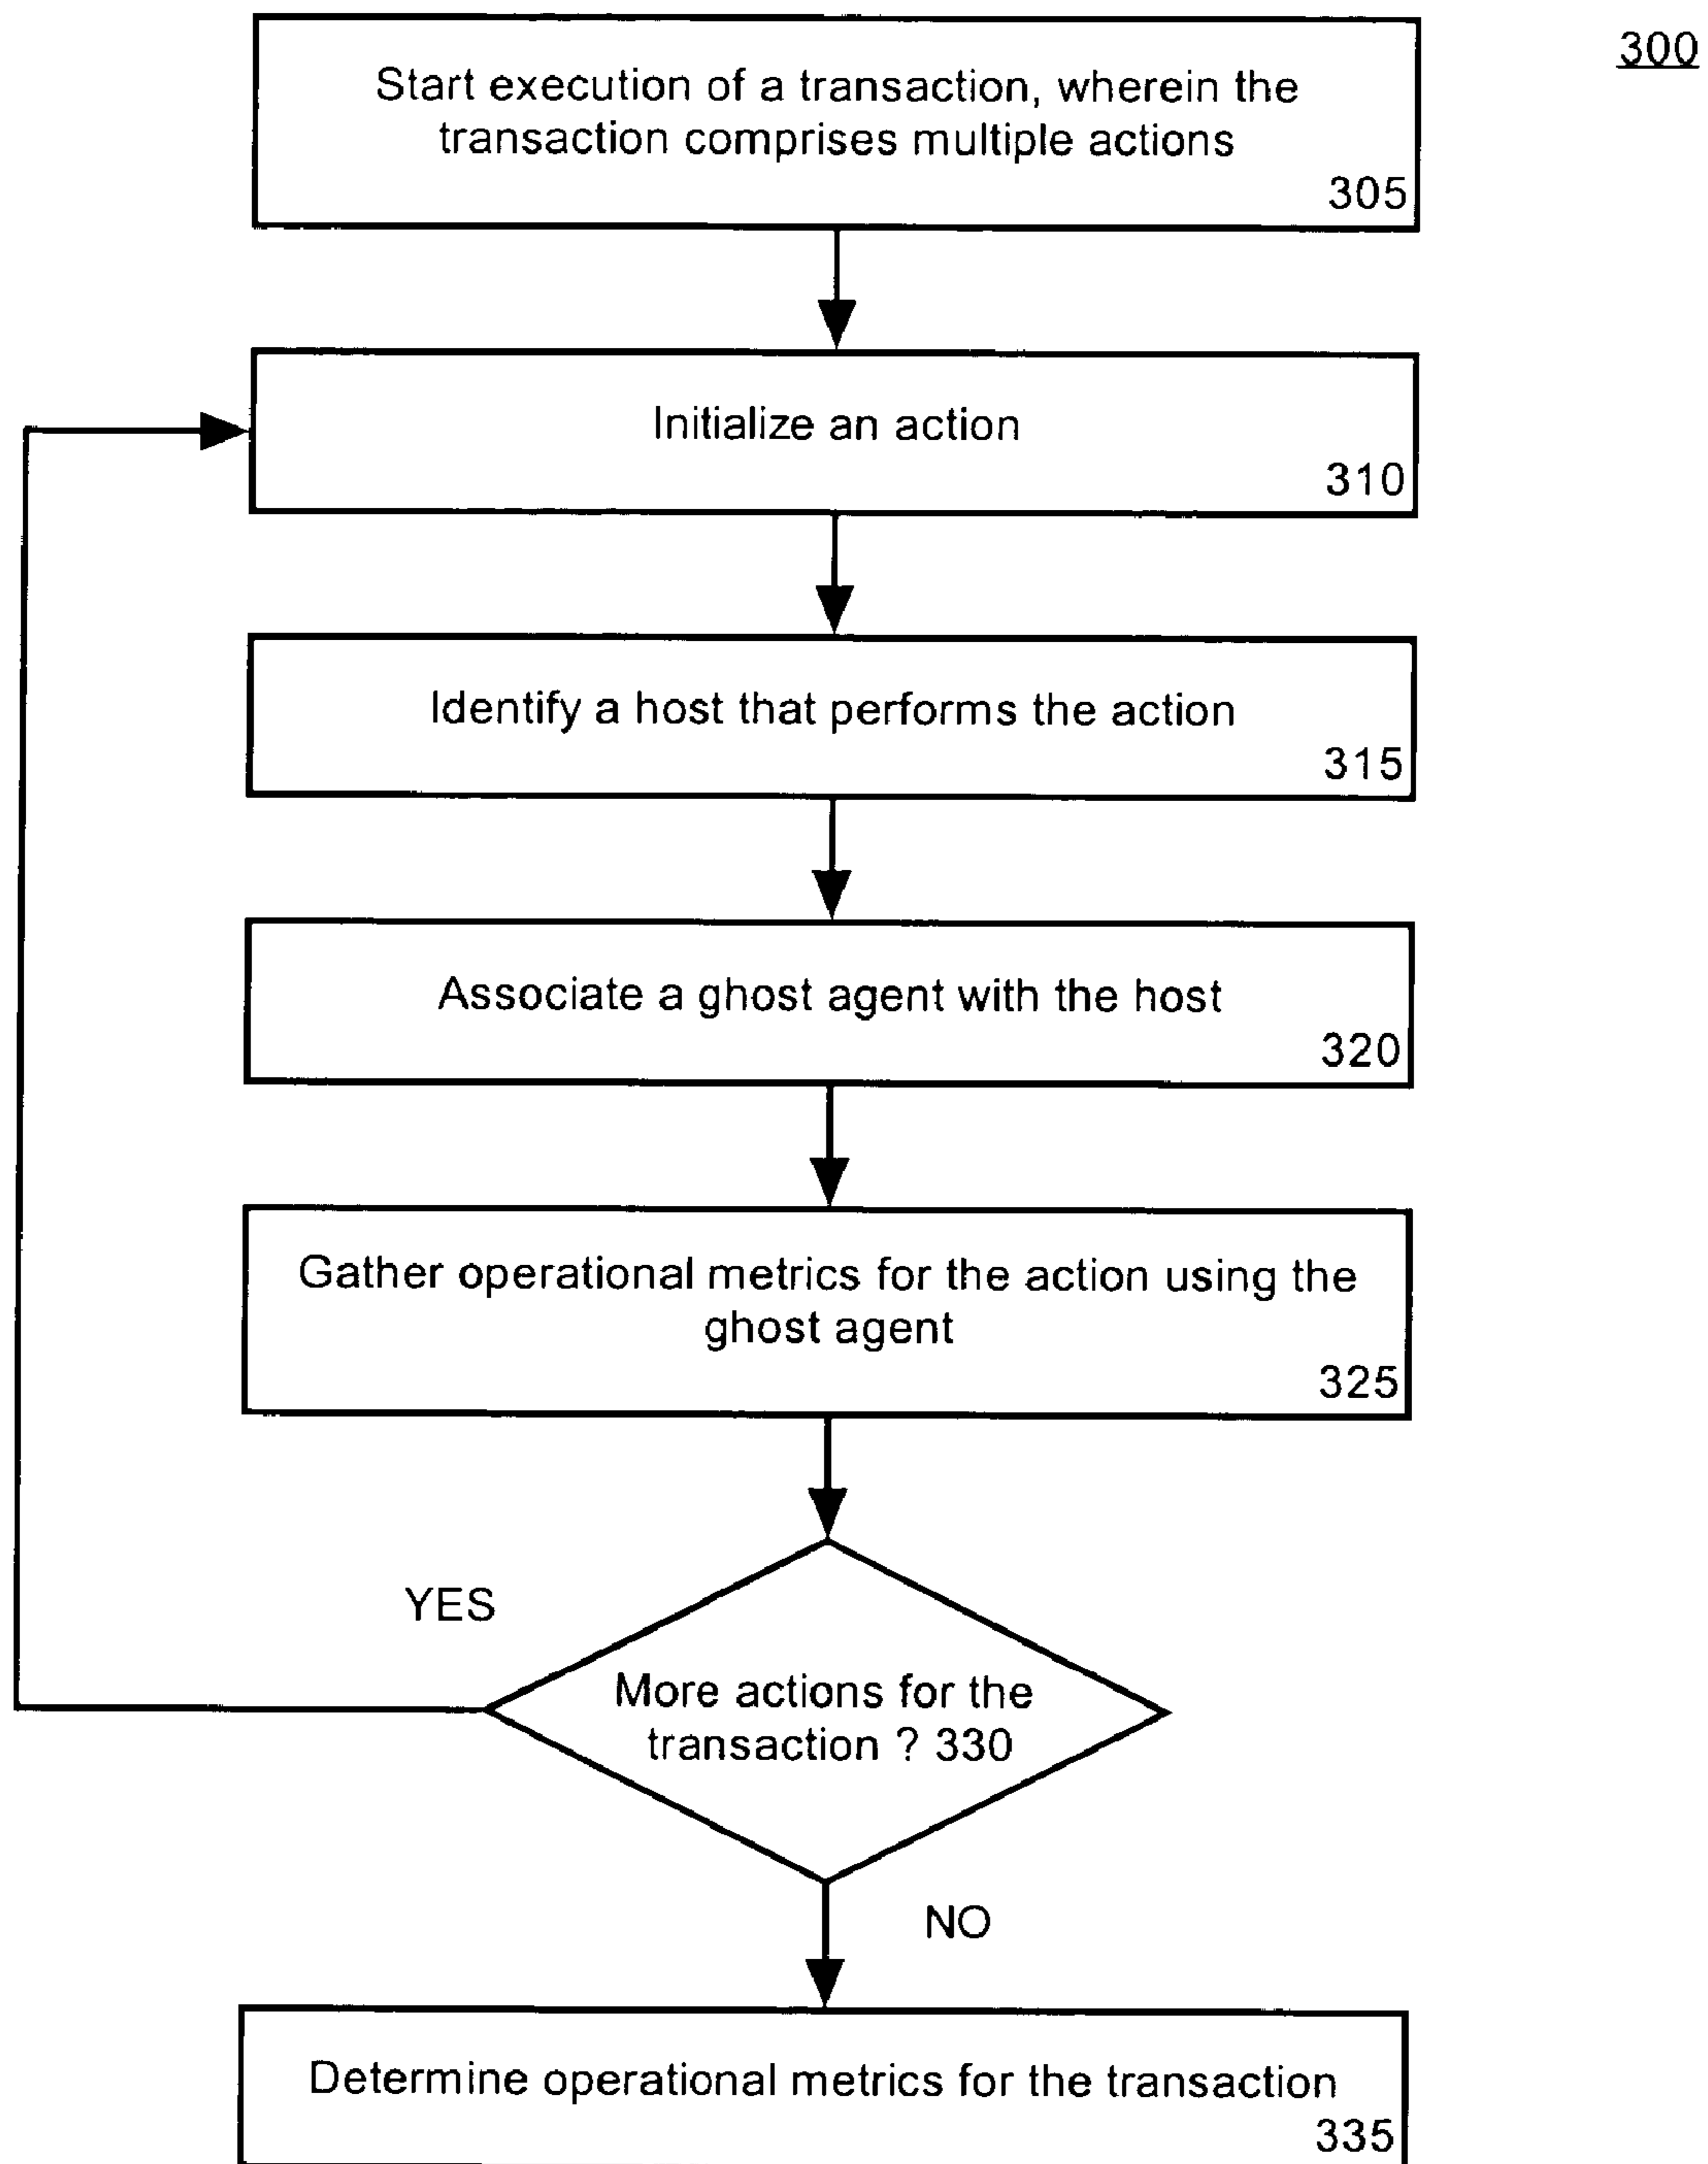 300
Start execution of a transaction, wherein the
transaction comprises multiple actions
305
Initialize an action
310
Identify a host that performs the action
315
Associate a ghost agent with the host
320
Gather operational metrics for the action using the
ghost agent
325
YES
More actions for the
transaction ? 330
NO
Determine operational metrics for the transaction
335